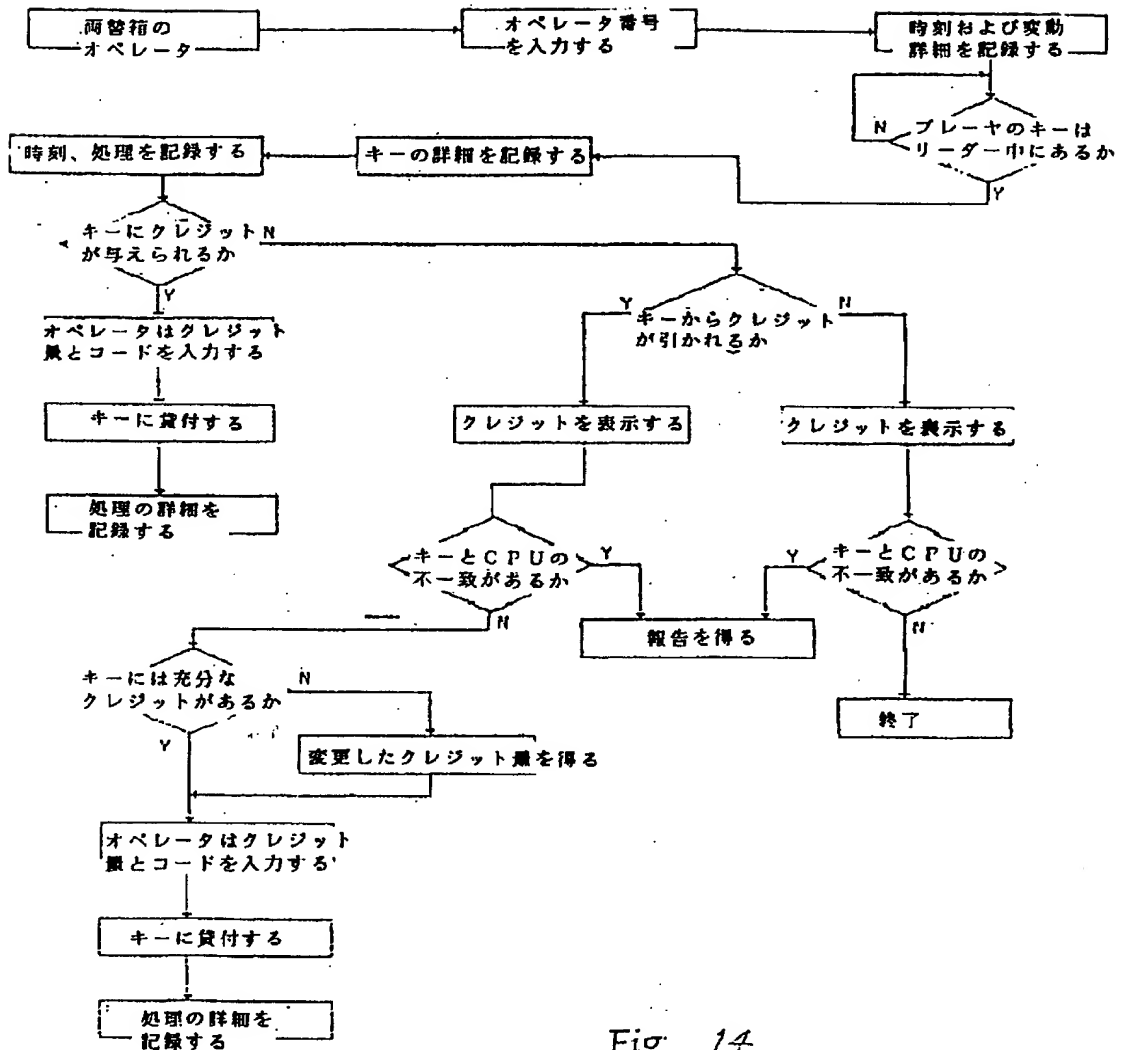 両替箱の
オペレータ
オペレータ番号
を入力する
時刻および変動
詳細を記録する
プレーヤのキーは
リーダー中にあるか
N
Y
キーの詳細を記録する
時刻、処理を記録する
キーにクレジット
が与えられるか
N
Y
オペレータはクレジット
量とコードを入力する
キーに貸付する
処理の詳細を
記録する
キーからクレジット
が引かれるか
Y
N
クレジットを表示する
クレジットを表示する
キーとCPUの
不一致があるか
Y
N
キーとCPUの
不一致があるか
Y
N
報告を得る
終了
キーには充分な
クレジットがあるか
N
Y
変更したクレジット量を得る
オペレータはクレジット
量とコードを入力する
キーに貸付する
処理の詳細を
記録する
Fig 14